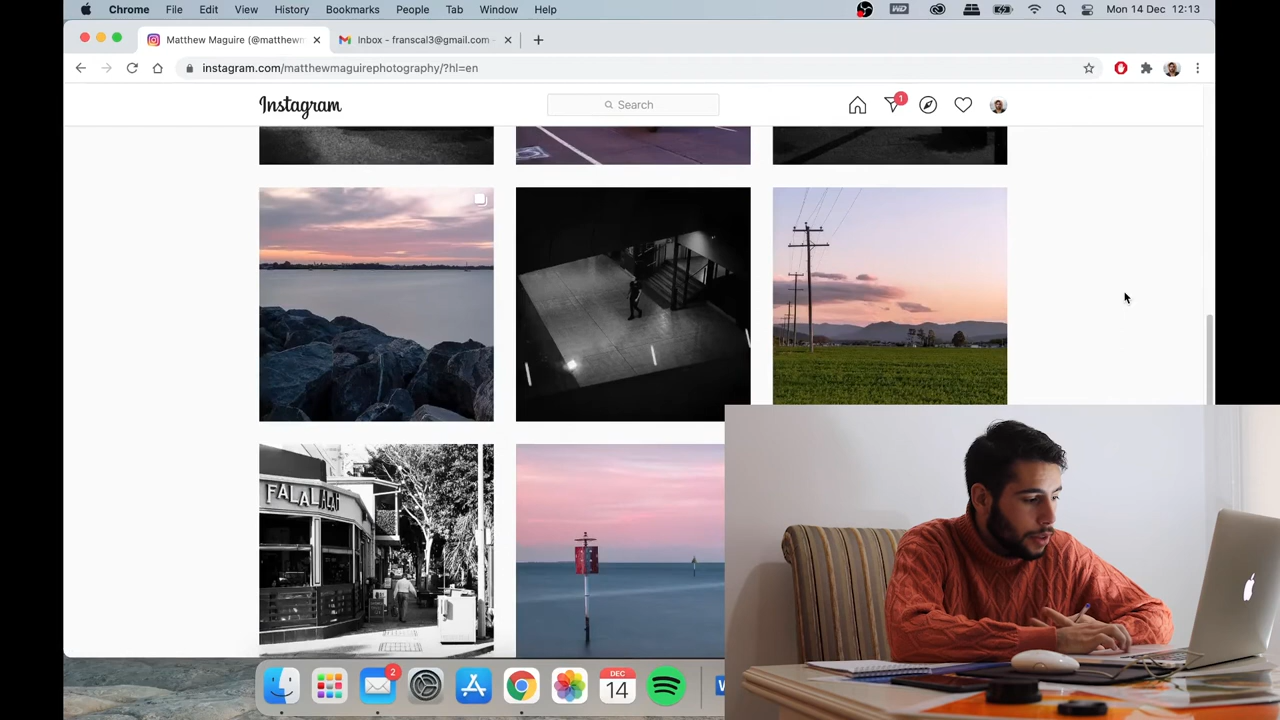 Chrome File Edit View History Bookmarks People Tab Window Help Mon 14 Dec 12:13
Matthew Maguire (@matthewm Inbox - franscal3@gmail.com -
instagram.com/matthewmaguirephotography/?hl=en
Instagram Search 1
2
DEC
14